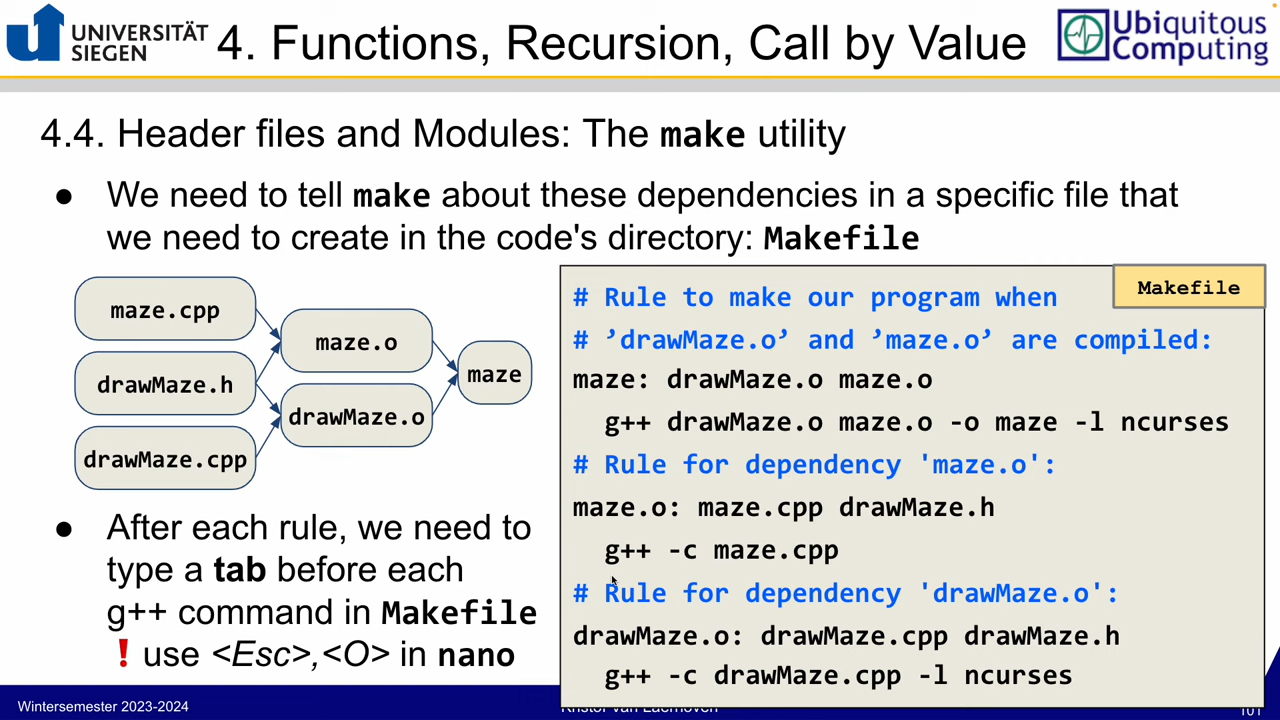 UNIVERSITÄT
SIEGEN
4. Functions, Recursion, Call by Value
Ubiquitous
Computing
4.4. Header files and Modules: The make utility
● We need to tell make about these dependencies in a specific file that
we need to create in the code's directory: Makefile
maze.cpp
drawMaze.h
drawMaze.cpp
maze.o
drawMaze.o
maze
● After each rule, we need to
type a tab before each
g++ command in Makefile
! use <Esc>,<O> in nano
Makefile
# Rule to make our program when
# ’drawMaze.o’ and ’maze.o’ are compiled:
maze: drawMaze.o maze.o
g++ drawMaze.o maze.o -o maze -l ncurses
# Rule for dependency 'maze.o':
maze.o: maze.cpp drawMaze.h
g++ -c maze.cpp
# Rule for dependency 'drawMaze.o':
drawMaze.o: drawMaze.cpp drawMaze.h
g++ -c drawMaze.cpp -l ncurses
Wintersemester 2023-2024
Kristof Van Laerhoven
101